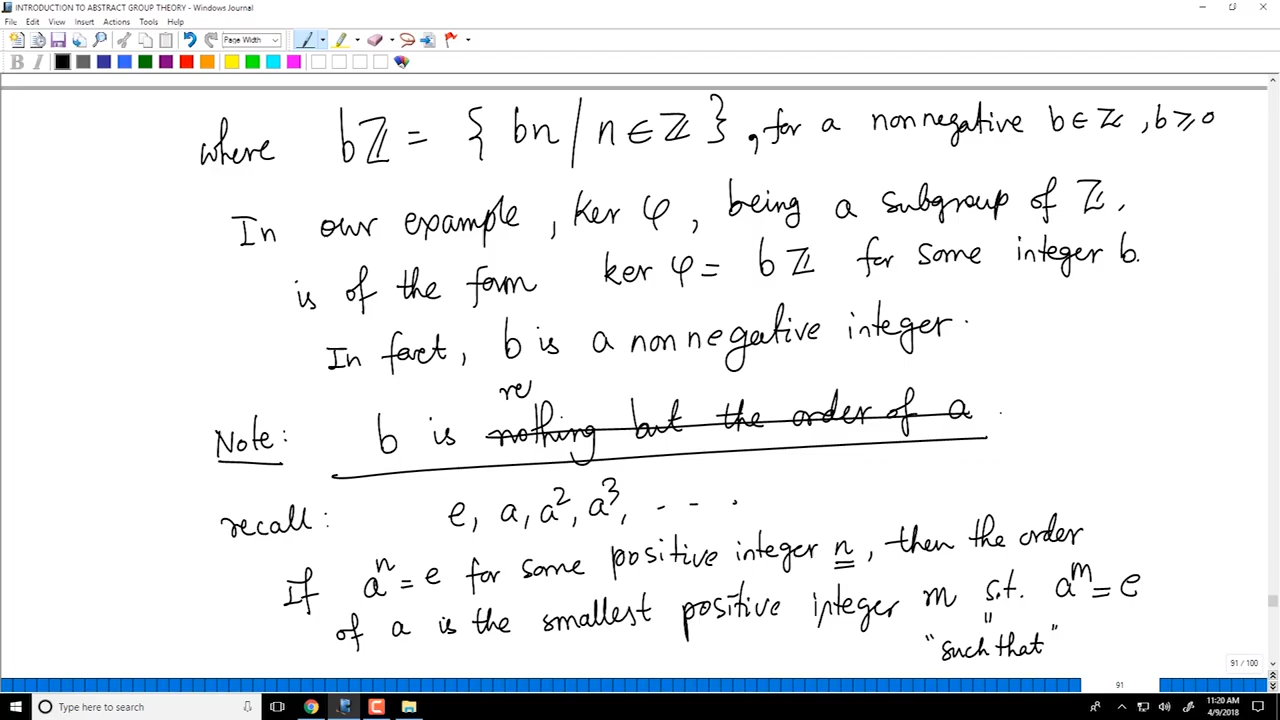 INTRODUCTION TO ABSTRACT GROUP THEORY - Windows Journal
File Edit View Insert Actions Tools Help
Page Width
B I
where bℤ = { bn / n ∈ ℤ }, for a nonnegative b ∈ ℤ, b ≥ 0
In our example, ker φ, being a subgroup of ℤ,
is of the form ker φ = bℤ for some integer b.
In fact, b is a nonnegative integer.
re
Note: b is nothing but the order of a
recall: e, a, a², a³, - - .
If aⁿ = e for some positive integer n, then the order
of a is the smallest positive integer m s.t. aᵐ = e
"such that"
91 / 100
91
Type here to search
11:20 AM
4/9/2018